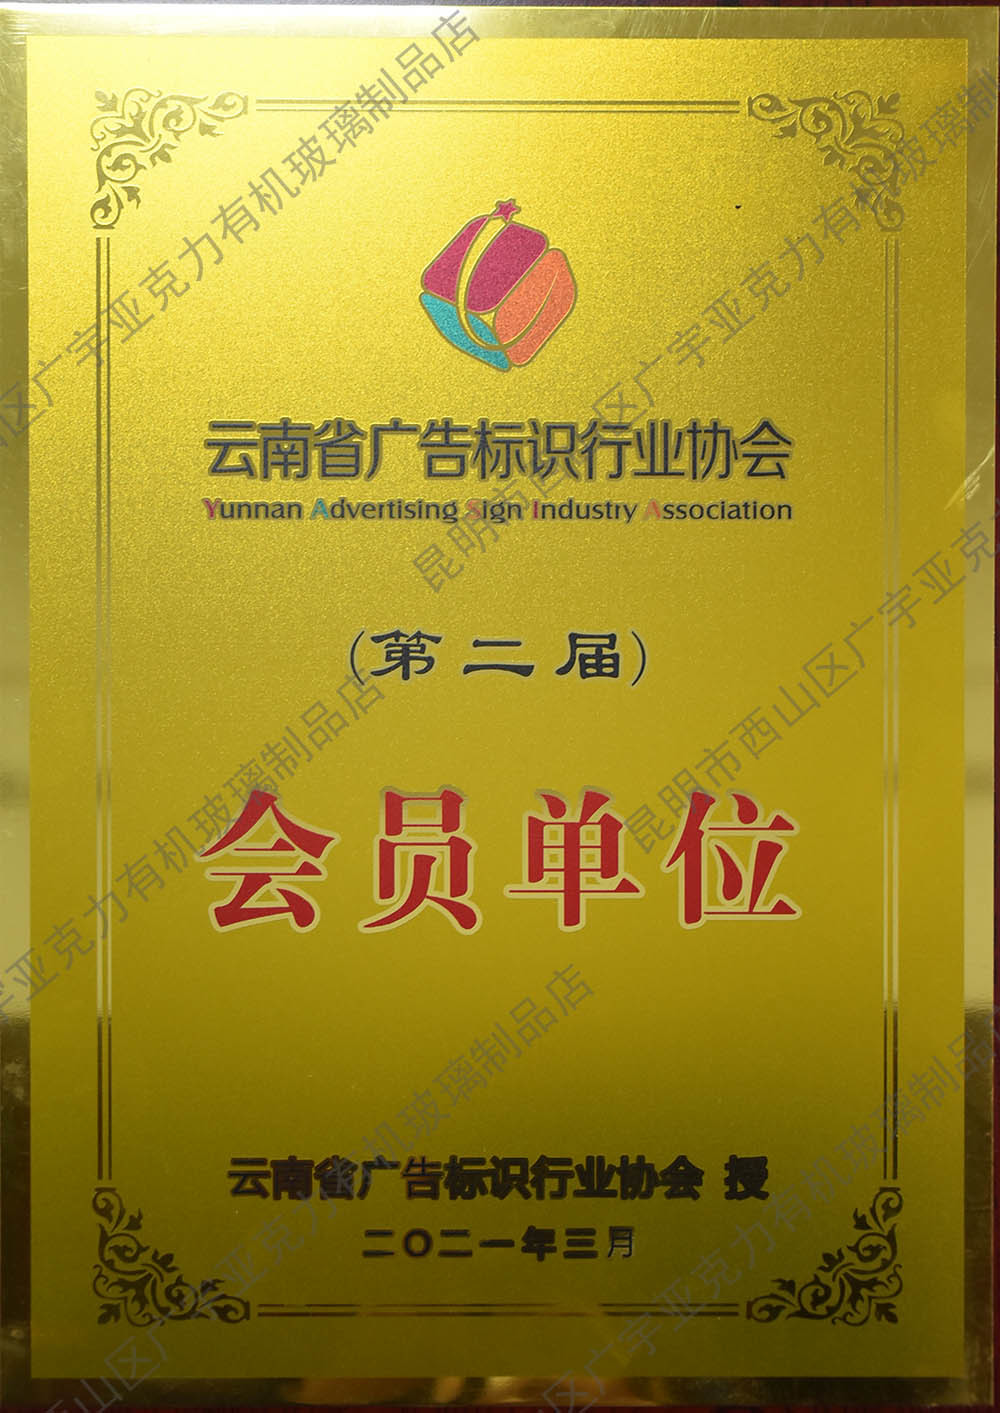 云南省广告标识行业协会
Yunnan Advertising Sign Industry Association
(第二届)
会员单位
云南省广告标识行业协会 授
二〇二一年三月
昆明市西山区广宇亚克力有机玻璃制品店